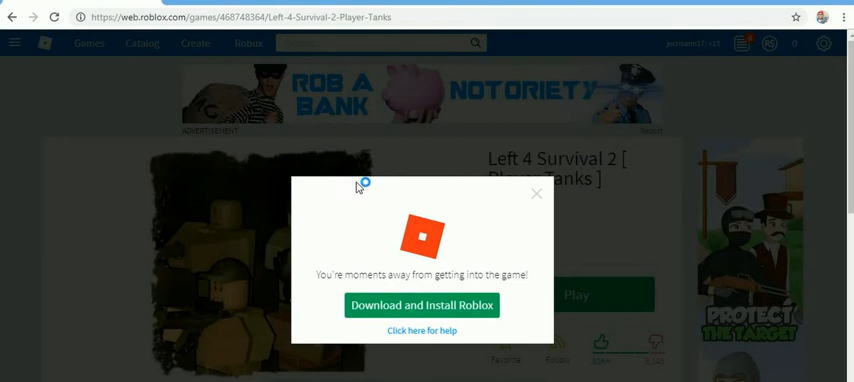 https://web.roblox.com/games/468748364/Left-4-Survival-2-Player-Tanks
Games Catalog Create Robux Search 0
ROB A BANK NOTORIETY
ADVERTISEMENT Report
Left 4 Survival 2 [
Player Tanks ]
You're moments away from getting into the game!
Download and Install Roblox
Play
Click here for help
Favorite Follow
PROTECT
THE TARGET